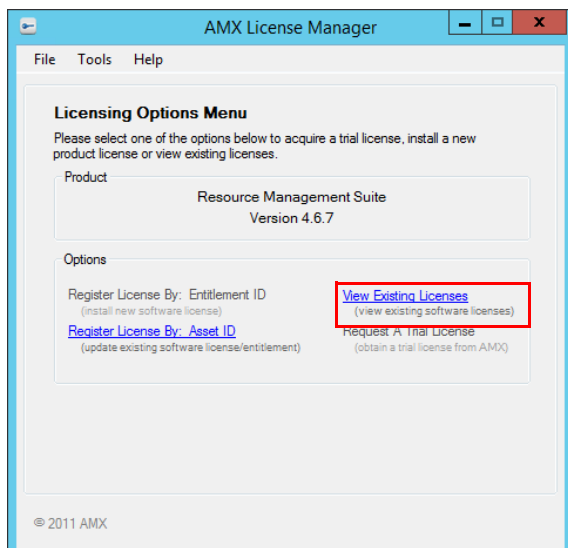 AMX License Manager
File Tools Help
Licensing Options Menu
Please select one of the options below to acquire a trial license, install a new
product license or view existing licenses.
Product
Resource Management Suite
Version 4.6.7
Options
Register License By: Entitlement ID
(install new software license)
Register License By: Asset ID
(update existing software license/entitlement)
View Existing Licenses
(view existing software licenses)
Request A Trial License
(obtain a trial license from AMX)
© 2011 AMX